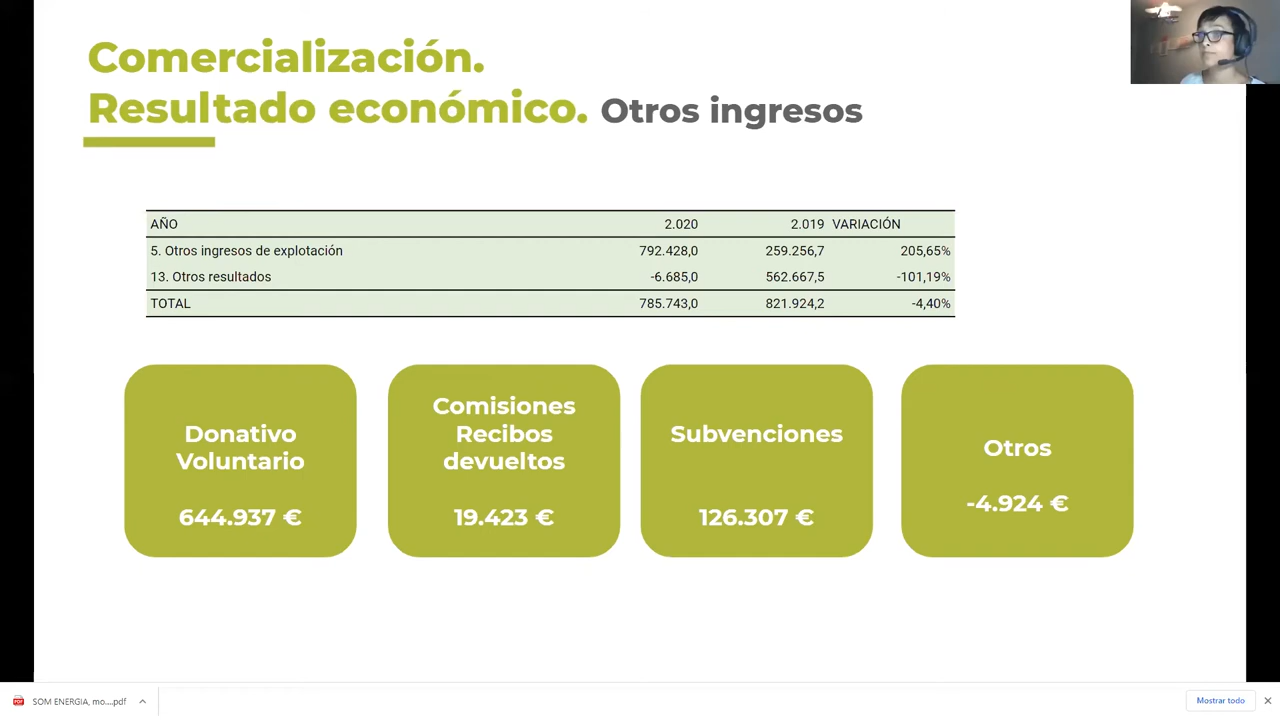 Comercialización.
Resultado económico. Otros ingresos
AÑO 2.020 2.019 VARIACIÓN
5. Otros ingresos de explotación 792.428,0 259.256,7 205,65%
13. Otros resultados -6.685,0 562.667,5 -101,19%
TOTAL 785.743,0 821.924,2 -4,40%
Donativo
Voluntario
644.937 €
Comisiones
Recibos
devueltos
19.423 €
Subvenciones
126.307 €
Otros
-4.924 €
SOM ENERGIA, mo....pdf
Mostrar todo